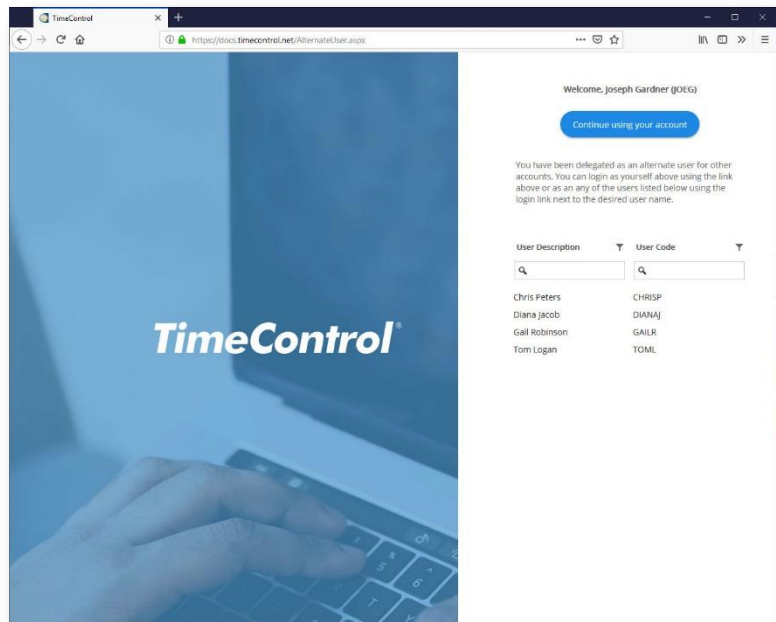 TimeControl
https://docs.timecontrol.net/AlternateUser.aspx
Welcome, Joseph Gardner (JOEG)
Continue using your account
You have been delegated as an alternate user for other
accounts. You can login as yourself above using the link
above or as an any of the users listed below using the
login link next to the desired user name.
User Description User Code
Chris Peters CHRISP
Diana Jacob DIANAJ
Gail Robinson GAILR
Tom Logan TOML
TimeControl®
5
6
T